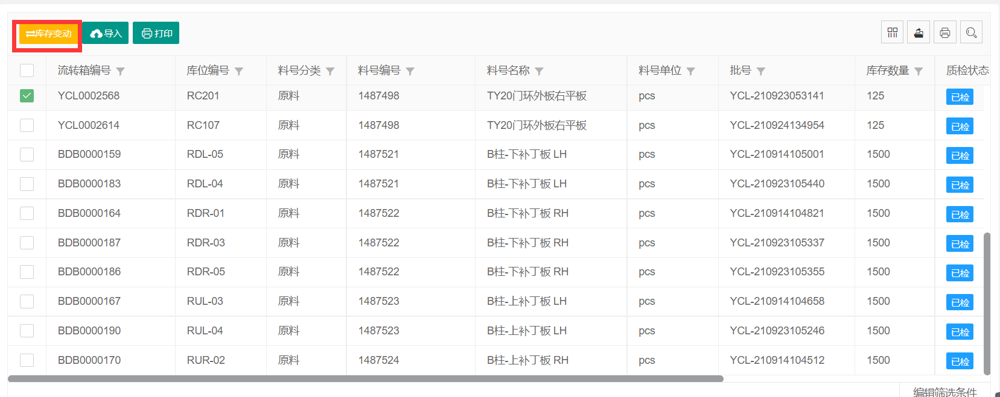 库存变动 导入 打印
流转箱编号 库位编号 料号分类 料号编号 料号名称 料号单位 批号 库存数量 质检状态
YCL0002568 RC201 原料 1487498 TY20门环外板右平板 pcs YCL-210923053141 125 已检
YCL0002614 RC107 原料 1487498 TY20门环外板右平板 pcs YCL-210924134954 125 已检
BDB0000159 RDL-05 原料 1487521 B柱-下补丁板 LH pcs YCL-210914105001 1500 已检
BDB0000183 RDL-04 原料 1487521 B柱-下补丁板 LH pcs YCL-210923105440 1500 已检
BDB0000164 RDR-01 原料 1487522 B柱-下补丁板 RH pcs YCL-210914104821 1500 已检
BDB0000187 RDR-03 原料 1487522 B柱-下补丁板 RH pcs YCL-210923105337 1500 已检
BDB0000186 RDR-05 原料 1487522 B柱-下补丁板 RH pcs YCL-210923105355 1500 已检
BDB0000167 RUL-03 原料 1487523 B柱-上补丁板 LH pcs YCL-210914104658 1500 已检
BDB0000190 RUL-04 原料 1487523 B柱-上补丁板 LH pcs YCL-210923105246 1500 已检
BDB0000170 RUR-02 原料 1487524 B柱-上补丁板 RH pcs YCL-210914104512 1500 已检
编辑筛选条件